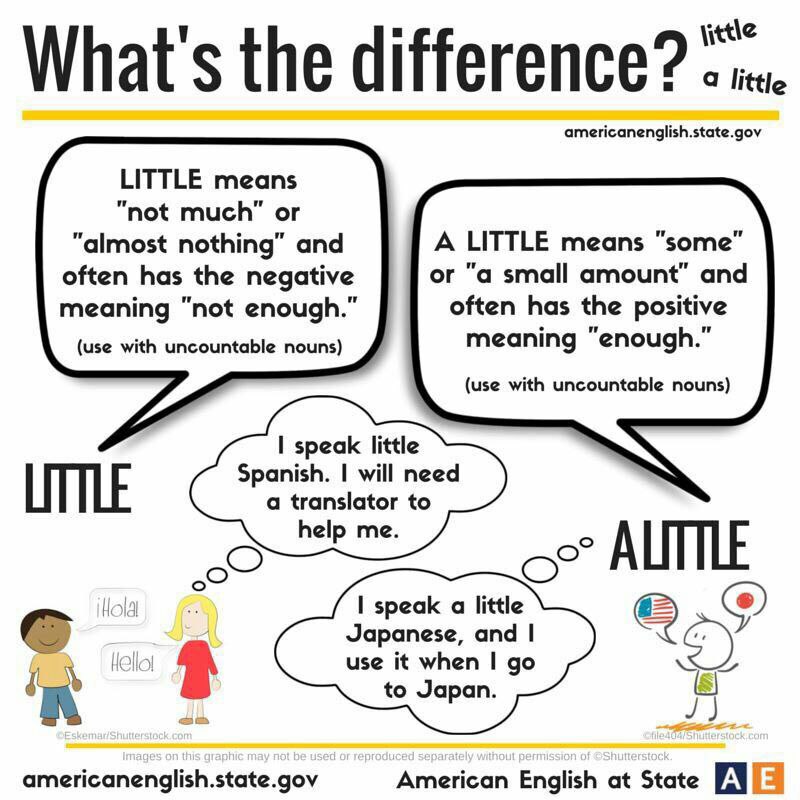 What's the difference?
little
a little
americanenglish.state.gov
LITTLE means
"not much" or
"almost nothing" and
often has the negative
meaning "not enough."
(use with uncountable nouns)
A LITTLE means "some"
or "a small amount" and
often has the positive
meaning "enough."
(use with uncountable nouns)
LITTLE
I speak little
Spanish. I will need
a translator to
help me.
A LITTLE
I speak a little
Japanese, and I
use it when I go
to Japan.
¡Hola!
Hello!
©Eskemar/Shutterstock.com
©file404/Shutterstock.com
Images on this graphic may not be used or reproduced separately without permission of ©Shutterstock.
americanenglish.state.gov
American English at State AE